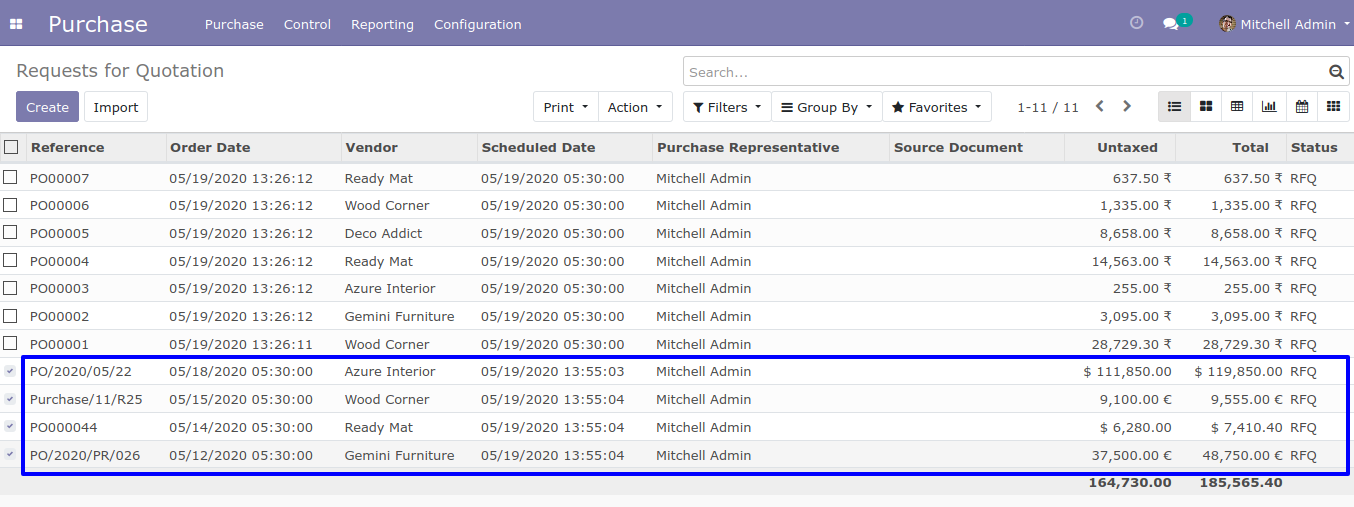 Purchase Purchase Control Reporting Configuration 1 Mitchell Admin
Requests for Quotation Search...
Create Import Print Action Filters Group By Favorites 1-11 / 11
Reference Order Date Vendor Scheduled Date Purchase Representative Source Document Untaxed Total Status
PO00007 05/19/2020 13:26:12 Ready Mat 05/19/2020 05:30:00 Mitchell Admin 637.50 ₹ 637.50 ₹ RFQ
PO00006 05/19/2020 13:26:12 Wood Corner 05/19/2020 05:30:00 Mitchell Admin 1,335.00 ₹ 1,335.00 ₹ RFQ
PO00005 05/19/2020 13:26:12 Deco Addict 05/19/2020 05:30:00 Mitchell Admin 8,658.00 ₹ 8,658.00 ₹ RFQ
PO00004 05/19/2020 13:26:12 Ready Mat 05/19/2020 05:30:00 Mitchell Admin 14,563.00 ₹ 14,563.00 ₹ RFQ
PO00003 05/19/2020 13:26:12 Azure Interior 05/19/2020 05:30:00 Mitchell Admin 255.00 ₹ 255.00 ₹ RFQ
PO00002 05/19/2020 13:26:12 Gemini Furniture 05/19/2020 05:30:00 Mitchell Admin 3,095.00 ₹ 3,095.00 ₹ RFQ
PO00001 05/19/2020 13:26:11 Wood Corner 05/19/2020 05:30:00 Mitchell Admin 28,729.30 ₹ 28,729.30 ₹ RFQ
PO/2020/05/22 05/18/2020 05:30:00 Azure Interior 05/19/2020 13:55:03 Mitchell Admin $ 111,850.00 $ 119,850.00 RFQ
Purchase/11/R25 05/15/2020 05:30:00 Wood Corner 05/19/2020 13:55:04 Mitchell Admin 9,100.00 € 9,555.00 € RFQ
PO000044 05/14/2020 05:30:00 Ready Mat 05/19/2020 13:55:04 Mitchell Admin $ 6,280.00 $ 7,410.40 RFQ
PO/2020/PR/026 05/12/2020 05:30:00 Gemini Furniture 05/19/2020 13:55:04 Mitchell Admin 37,500.00 € 48,750.00 € RFQ
164,730.00 185,565.40